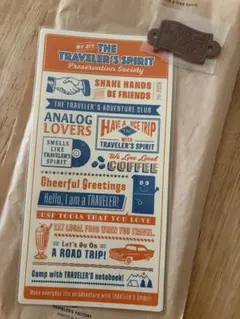 WE ARE THE
TRAVELER'S SPIRIT
Preservation Society
SHAKE HANDS
BE FRIENDS
THE TRAVELER'S ADVENTURE CLUB
ANALOG
LOVERS
HAVE A NICE TRIP
with
TRAVELER'S SPIRIT
SMELLS
LIKE
TRAVELER'S
SPIRIT
We Love Good
COFFEE
Cheerful Greetings
Hello, I am a TRAVELER!
USE TOOLS THAT YOU LOVE
EAT LOCAL FOOD WHEN YOU TRAVEL
Let's Go On
A ROAD TRIP!
Camp with TRAVELER'S notebook!
Make everyday life an adventure with TRAVELER'S SPIRIT!